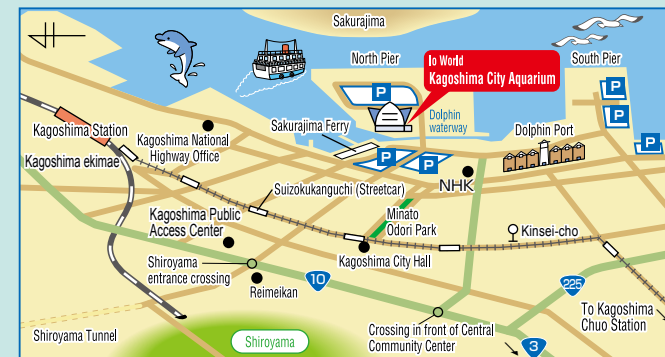 Sakurajima
North Pier
Io World
Kagoshima City Aquarium
South Pier
P
P
P
P
P
P
Dolphin
waterway
Sakurajima Ferry
Dolphin Port
Kagoshima Station
Kagoshima National
Highway Office
Kagoshima ekimae
NHK
Suizokukanguchi (Streetcar)
Kagoshima Public
Access Center
Minato
Odori Park
Kinsei-cho
Kagoshima City Hall
Shiroyama
entrance crossing
10
Reimeikan
225
To Kagoshima
Chuo Station
Shiroyama Tunnel
Shiroyama
Crossing in front of Central
Community Center
3